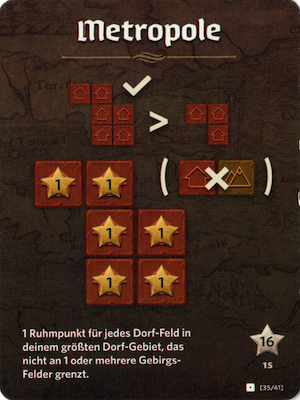 Metropole
>
1 1
( )
1 1
1 1
1 Ruhmpunkt für jedes Dorf-Feld in
deinem größten Dorf-Gebiet, das
nicht an 1 oder mehrere Gebirgs-
Felder grenzt.
16
15
[35/41]